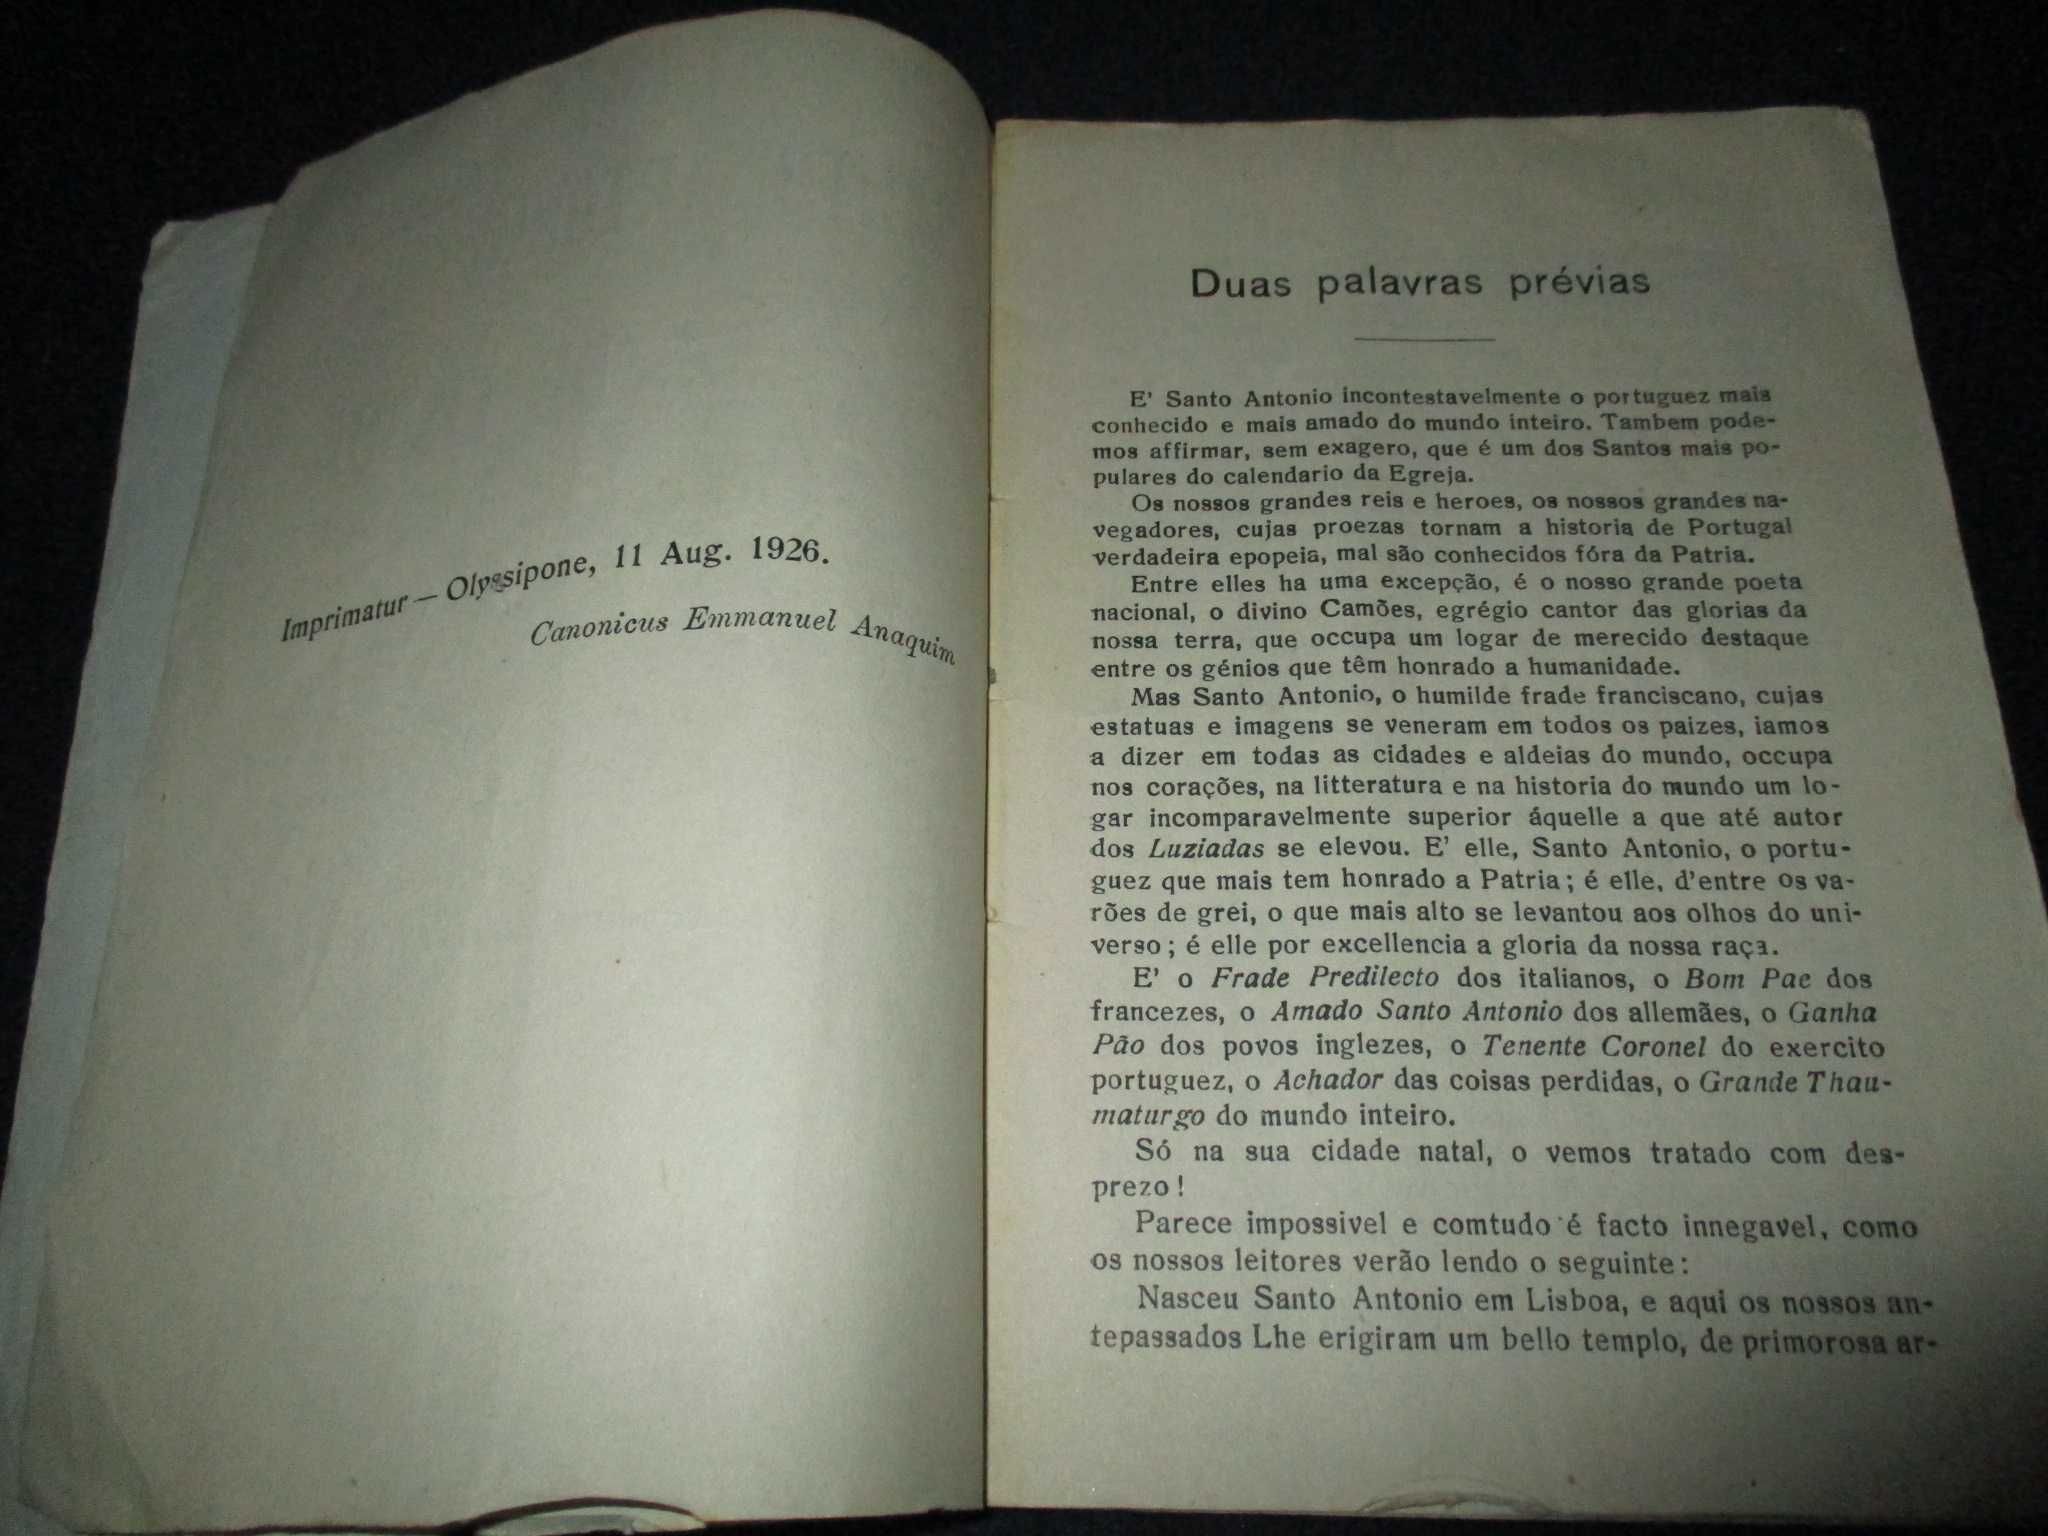 Imprimatur — Olyssipone, 11 Aug. 1926.
Canonicus Emmanuel Anaquim
Duas palavras prévias
E' Santo Antonio incontestavelmente o portuguez mais
conhecido e mais amado do mundo inteiro. Tambem pode-
mos affirmar, sem exagero, que é um dos Santos mais po-
pulares do calendario da Egreja.
Os nossos grandes reis e heroes, os nossos grandes na-
vegadores, cujas proezas tornam a historia de Portugal
verdadeira epopeia, mal são conhecidos fóra da Patria.
Entre elles ha uma excepção, é o nosso grande poeta
nacional, o divino Camões, egrégio cantor das glorias da
nossa terra, que occupa um logar de merecido destaque
entre os génios que têm honrado a humanidade.
Mas Santo Antonio, o humilde frade franciscano, cujas
estatuas e imagens se veneram em todos os paizes, iamos
a dizer em todas as cidades e aldeias do mundo, occupa
nos corações, na litteratura e na historia do mundo um lo-
gar incomparavelmente superior áquelle a que até autor
dos Luziadas se elevou. E' elle, Santo Antonio, o portu-
guez que mais tem honrado a Patria; é elle, d'entre os va-
rões de grei, o que mais alto se levantou aos olhos do uni-
verso; é elle por excellencia a gloria da nossa raça.
E' o Frade Predilecto dos italianos, o Bom Pae dos
francezes, o Amado Santo Antonio dos allemães, o Ganha
Pão dos povos inglezes, o Tenente Coronel do exercito
portuguez, o Achador das coisas perdidas, o Grande Thau-
maturgo do mundo inteiro.
Só na sua cidade natal, o vemos tratado com des-
prezo!
Parece impossivel e comtudo é facto innegavel, como
os nossos leitores verão lendo o seguinte:
Nasceu Santo Antonio em Lisboa, e aqui os nossos an-
tepassados Lhe erigiram um bello templo, de primorosa ar-